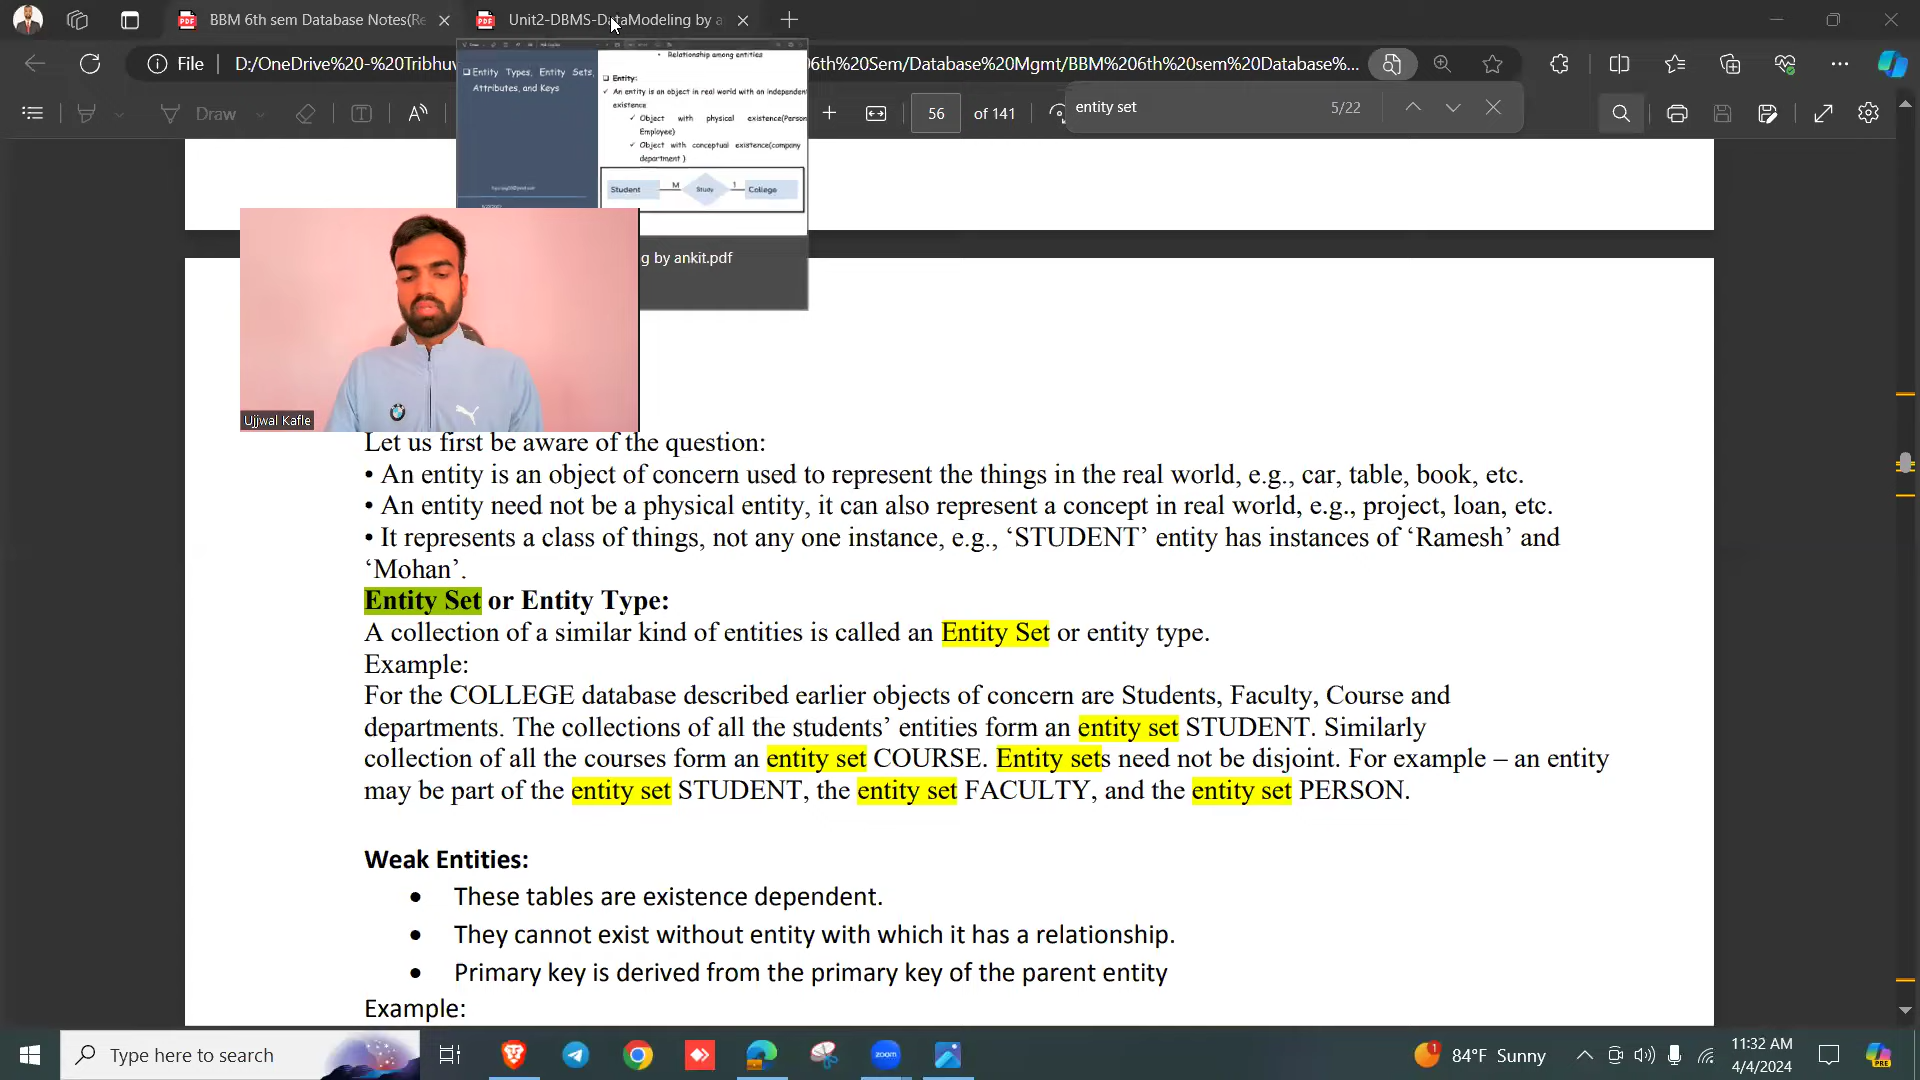 BBM 6th sem Database Notes(Re
Unit2-DBMS-DataModeling by a
File
D:/OneDrive%20-%20Tribhuv
06th%20Sem/Database%20Mgmt/BBM%206th%20sem%20Database%...
Draw
56
of 141
entity set
5/22
Relationship among entities
Entity Types, Entity Sets,
Attributes, and Keys
Entity:
✓ An entity is an object in real world with an independent
existence
✓ Object with physical existence(Person
Employee)
✓ Object with conceptual existence(company
department )
Student
M
Study
1
College
g by ankit.pdf
Ujjwal Kafle
Let us first be aware of the question:
• An entity is an object of concern used to represent the things in the real world, e.g., car, table, book, etc.
• An entity need not be a physical entity, it can also represent a concept in real world, e.g., project, loan, etc.
• It represents a class of things, not any one instance, e.g., ‘STUDENT’ entity has instances of ‘Ramesh’ and
‘Mohan’.
Entity Set or Entity Type:
A collection of a similar kind of entities is called an Entity Set or entity type.
Example:
For the COLLEGE database described earlier objects of concern are Students, Faculty, Course and
departments. The collections of all the students’ entities form an entity set STUDENT. Similarly
collection of all the courses form an entity set COURSE. Entity sets need not be disjoint. For example – an entity
may be part of the entity set STUDENT, the entity set FACULTY, and the entity set PERSON.
Weak Entities:
• These tables are existence dependent.
• They cannot exist without entity with which it has a relationship.
• Primary key is derived from the primary key of the parent entity
Example:
Type here to search
zoom
1
84°F Sunny
11:32 AM
4/4/2024
PRE